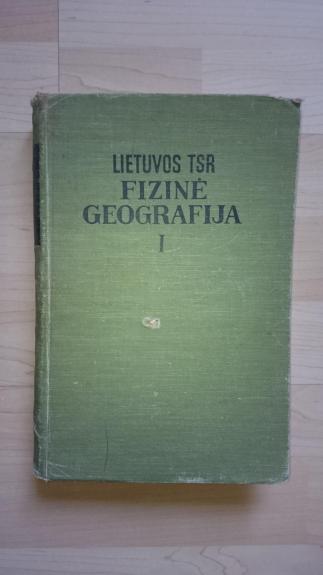 LIETUVOS TSR
FIZINĖ
GEOGRAFIJA
I